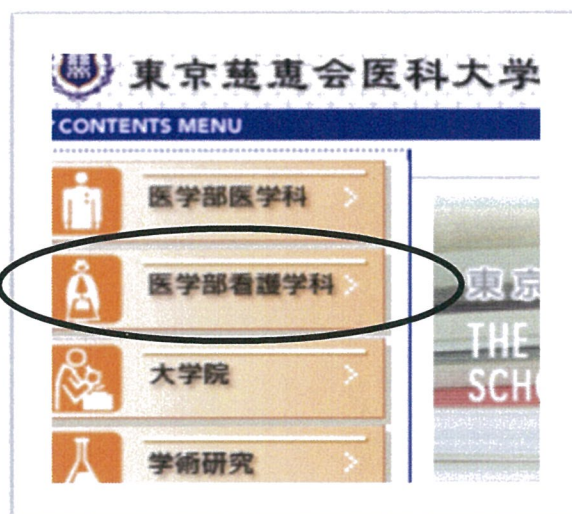 東京慈恵会医科大学
CONTENTS MENU
医学部医学科
医学部看護学科
大学院
学術研究
東京
THE
SCHO